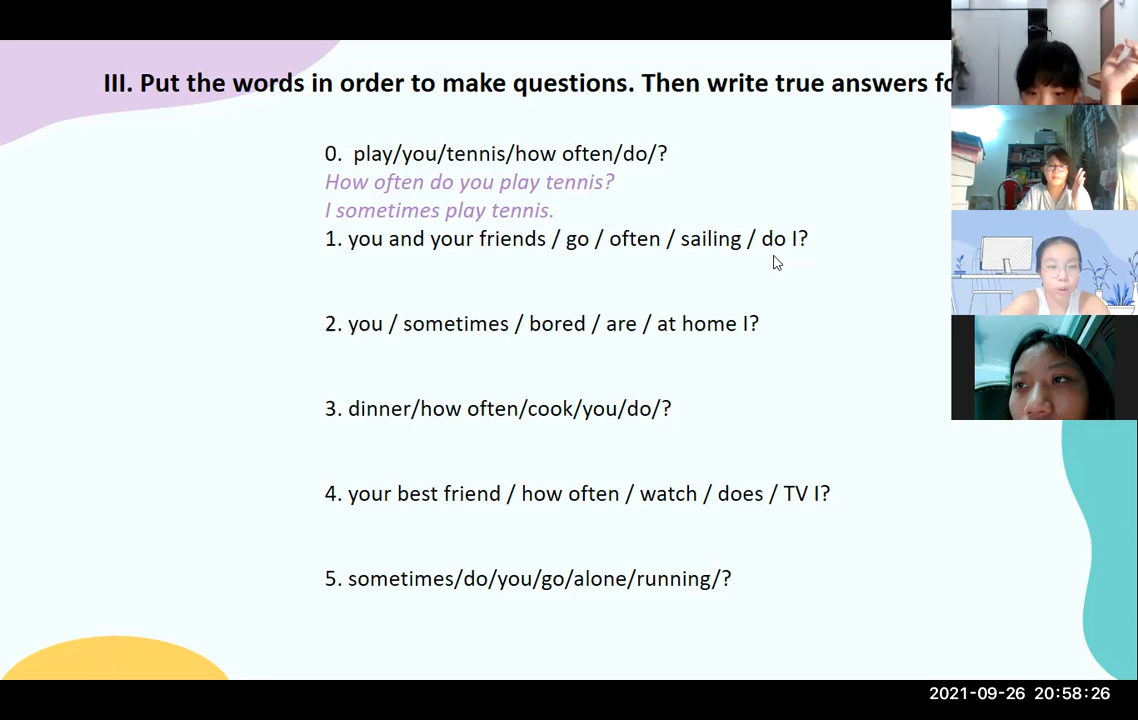 III. Put the words in order to make questions. Then write true answers fo
0.  play/you/tennis/how often/do/?
How often do you play tennis?
I sometimes play tennis.
1. you and your friends / go / often / sailing / do I?
2. you / sometimes / bored / are / at home I?
3. dinner/how often/cook/you/do/?
4. your best friend / how often / watch / does / TV I?
5. sometimes/do/you/go/alone/running/?
2021-09-26 20:58:26